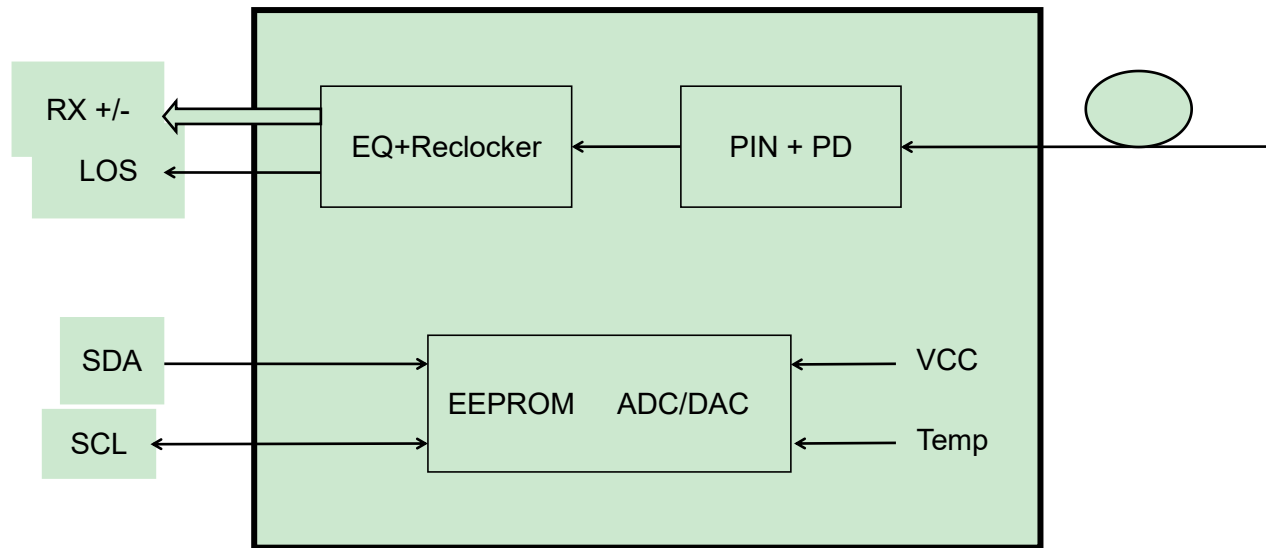 RX +/-
LOS
EQ+Reclocker
PIN + PD
SDA
SCL
EEPROM ADC/DAC
VCC
Temp